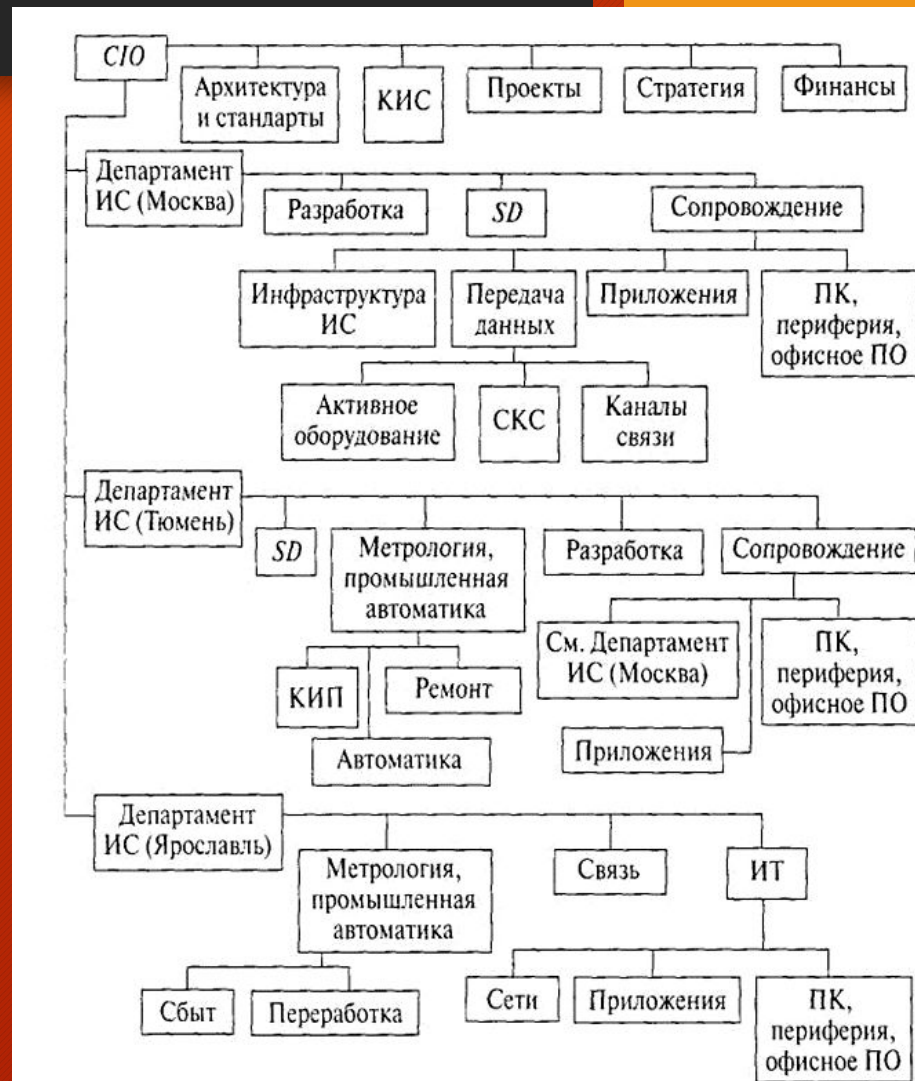 CIO
Архитектура
и стандарты
КИС
Проекты
Стратегия
Финансы
Департамент
ИС (Москва)
Разработка
SD
Сопровождение
Инфраструктура
ИС
Передача
данных
Приложения
ПК,
периферия,
офисное ПО
Активное
оборудование
СКС
Каналы
связи
Департамент
ИС (Тюмень)
SD
Метрология,
промышленная
автоматика
Разработка
Сопровождение
КИП
Ремонт
Автоматика
См. Департамент
ИС (Москва)
ПК,
периферия,
офисное ПО
Приложения
Департамент
ИС (Ярославль)
Метрология,
промышленная
автоматика
Связь
ИТ
Сбыт
Переработка
Сети
Приложения
ПК,
периферия,
офисное ПО